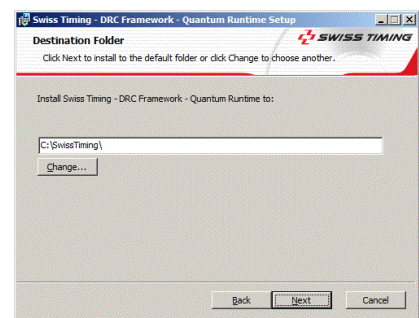 Swiss Timing - DRC Framework - Quantum Runtime Setup
Destination Folder
SWISS TIMING
Click Next to install to the default folder or click Change to choose another.
Install Swiss Timing - DRC Framework - Quantum Runtime to:
C:\SwissTiming\
Change...
Back Next Cancel